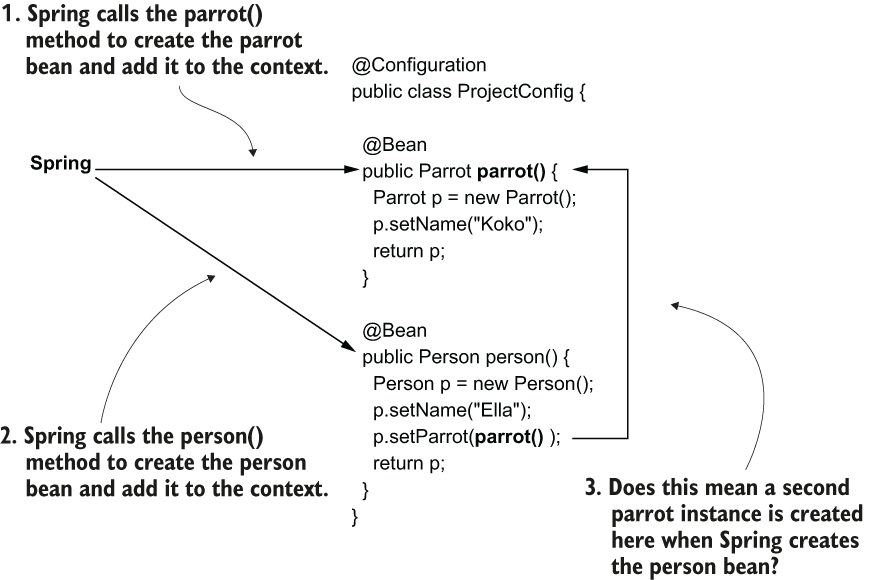 1. Spring calls the parrot()
method to create the parrot
bean and add it to the context.
@Configuration
public class ProjectConfig {
@Bean
Spring
public Parrot parrot() {
Parrot p = new Parrot();
p.setName("Koko");
return p;
}
@Bean
public Person person() {
Person p = new Person();
p.setName("Ella");
p.setParrot(parrot() );
return p;
}
}
2. Spring calls the person()
method to create the person
bean and add it to the context.
3. Does this mean a second
parrot instance is created
here when Spring creates
the person bean?